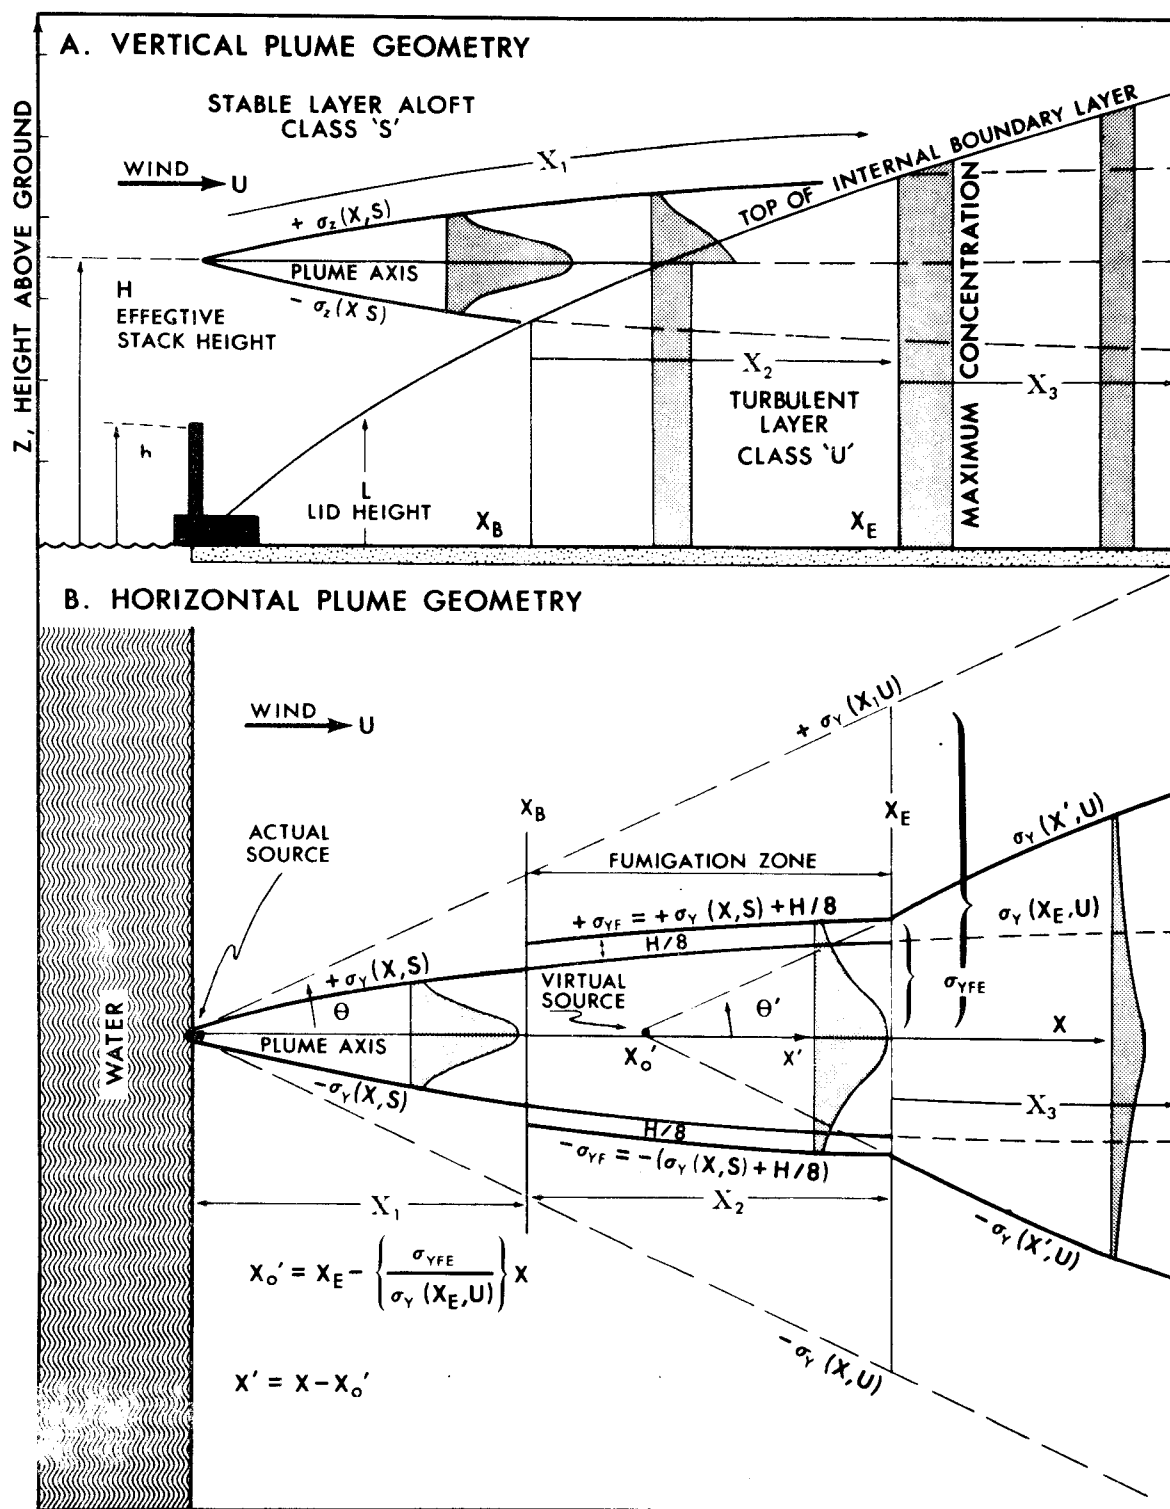 A. VERTICAL PLUME GEOMETRY
STABLE LAYER ALOFT
CLASS 'S'
WIND
U
X₁
TOP OF INTERNAL BOUNDARY LAYER
+ σz(X,S)
PLUME AXIS
- σz(X S)
Z, HEIGHT ABOVE GROUND
H
EFFECTIVE
STACK HEIGHT
h
L
LID HEIGHT
X₂
TURBULENT
LAYER
CLASS 'U'
XB
XE
MAXIMUM CONCENTRATION
X₃
B. HORIZONTAL PLUME GEOMETRY
WIND
U
+ σY (X₁U)
ACTUAL
SOURCE
XB
XE
FUMIGATION ZONE
σY(X',U)
+ σYF = +σY (X,S) + H/8
H/8
σY(XE,U)
+σY(X,S)
VIRTUAL
SOURCE
σYFE
θ
θ'
WATER
PLUME AXIS
Xo'
X'
X
-σY(X,S)
H/8
-σYF = -(σY (X,S) + H/8)
X₃
X₁
X₂
-σY(X',U)
Xo' = XE - {σYFE / σY (XE,U)} X
-σY (X,U)
X' = X - Xo'